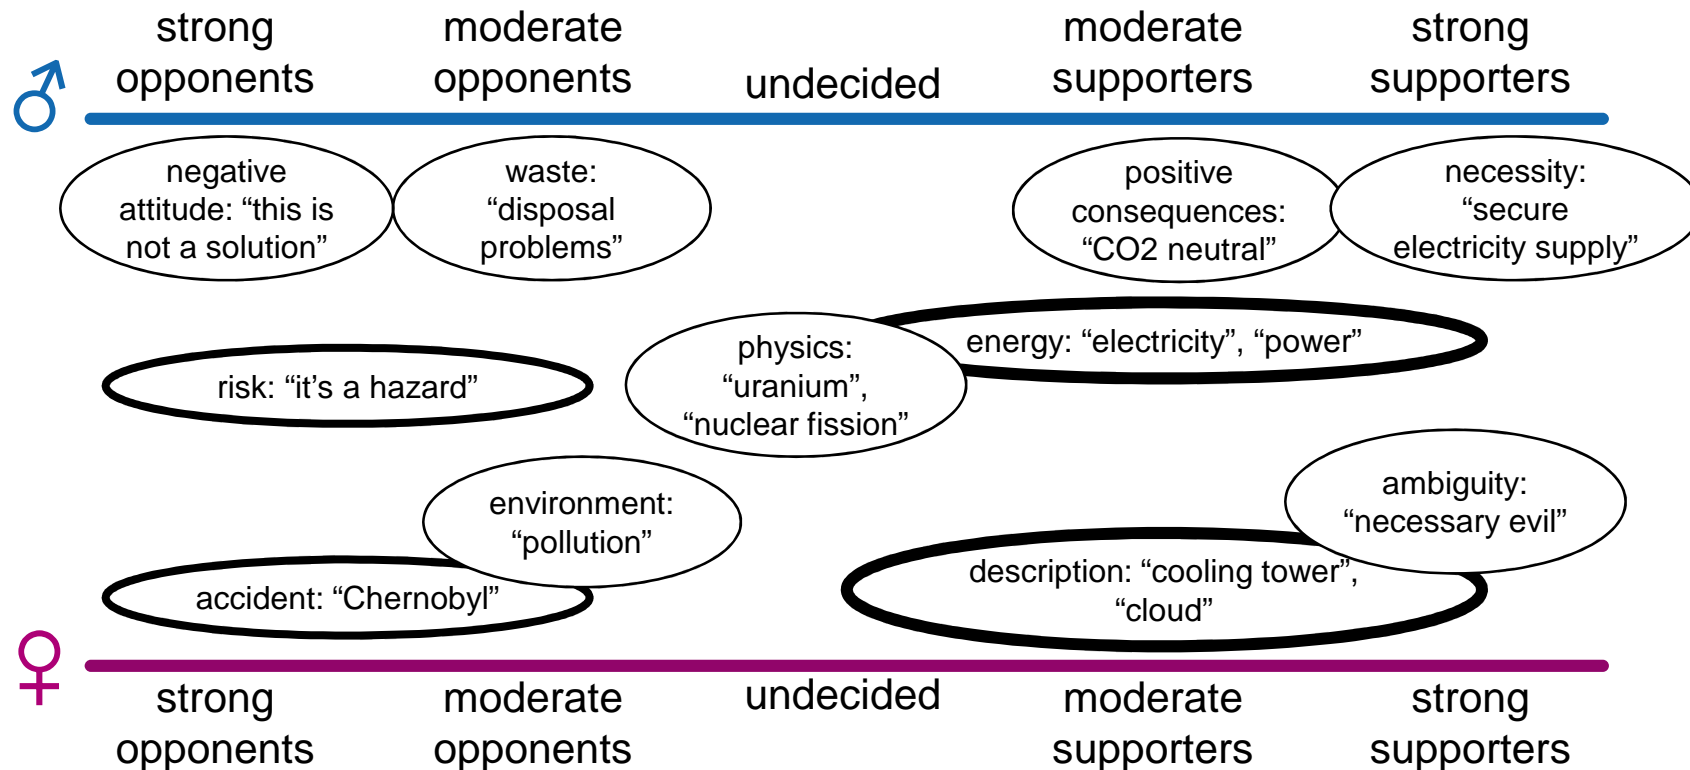 strong
opponents
moderate
opponents
undecided
moderate
supporters
strong
supporters
negative
attitude: “this is
not a solution”
waste:
“disposal
problems”
positive
consequences:
“CO2 neutral”
necessity:
“secure
electricity supply”
physics:
“uranium”,
“nuclear fission”
energy: “electricity”, “power”
risk: “it’s a hazard”
environment:
“pollution”
ambiguity:
“necessary evil”
accident: “Chernobyl”
description: “cooling tower”,
“cloud”
strong
opponents
moderate
opponents
undecided
moderate
supporters
strong
supporters